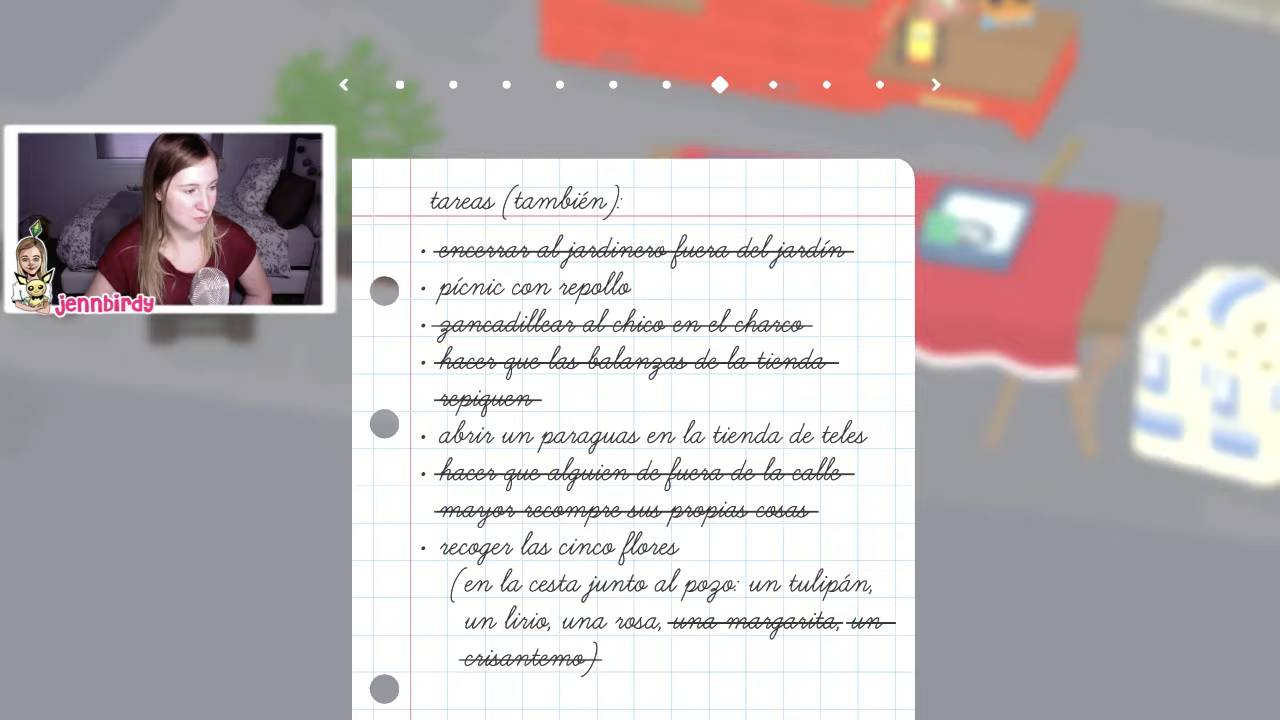 tareas (también):
• encerrar al jardinero fuera del jardín
• pícnic con repollo
• zancadillear al chico en el charco
• hacer que las balanzas de la tienda
repiquen
• abrir un paraguas en la tienda de teles
• hacer que alguien de fuera de la calle
mayor recompre sus propias cosas
• recoger las cinco flores
(en la cesta junto al pozo: un tulipán,
un lirio, una rosa, una margarita, un
crisantemo)
jennbirdy